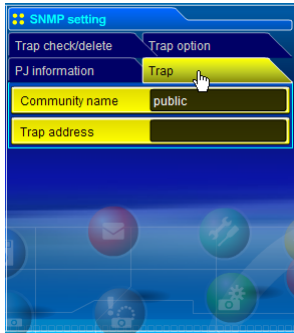 SNMP setting
Trap check/delete Trap option
PJ information Trap
Community name public
Trap address